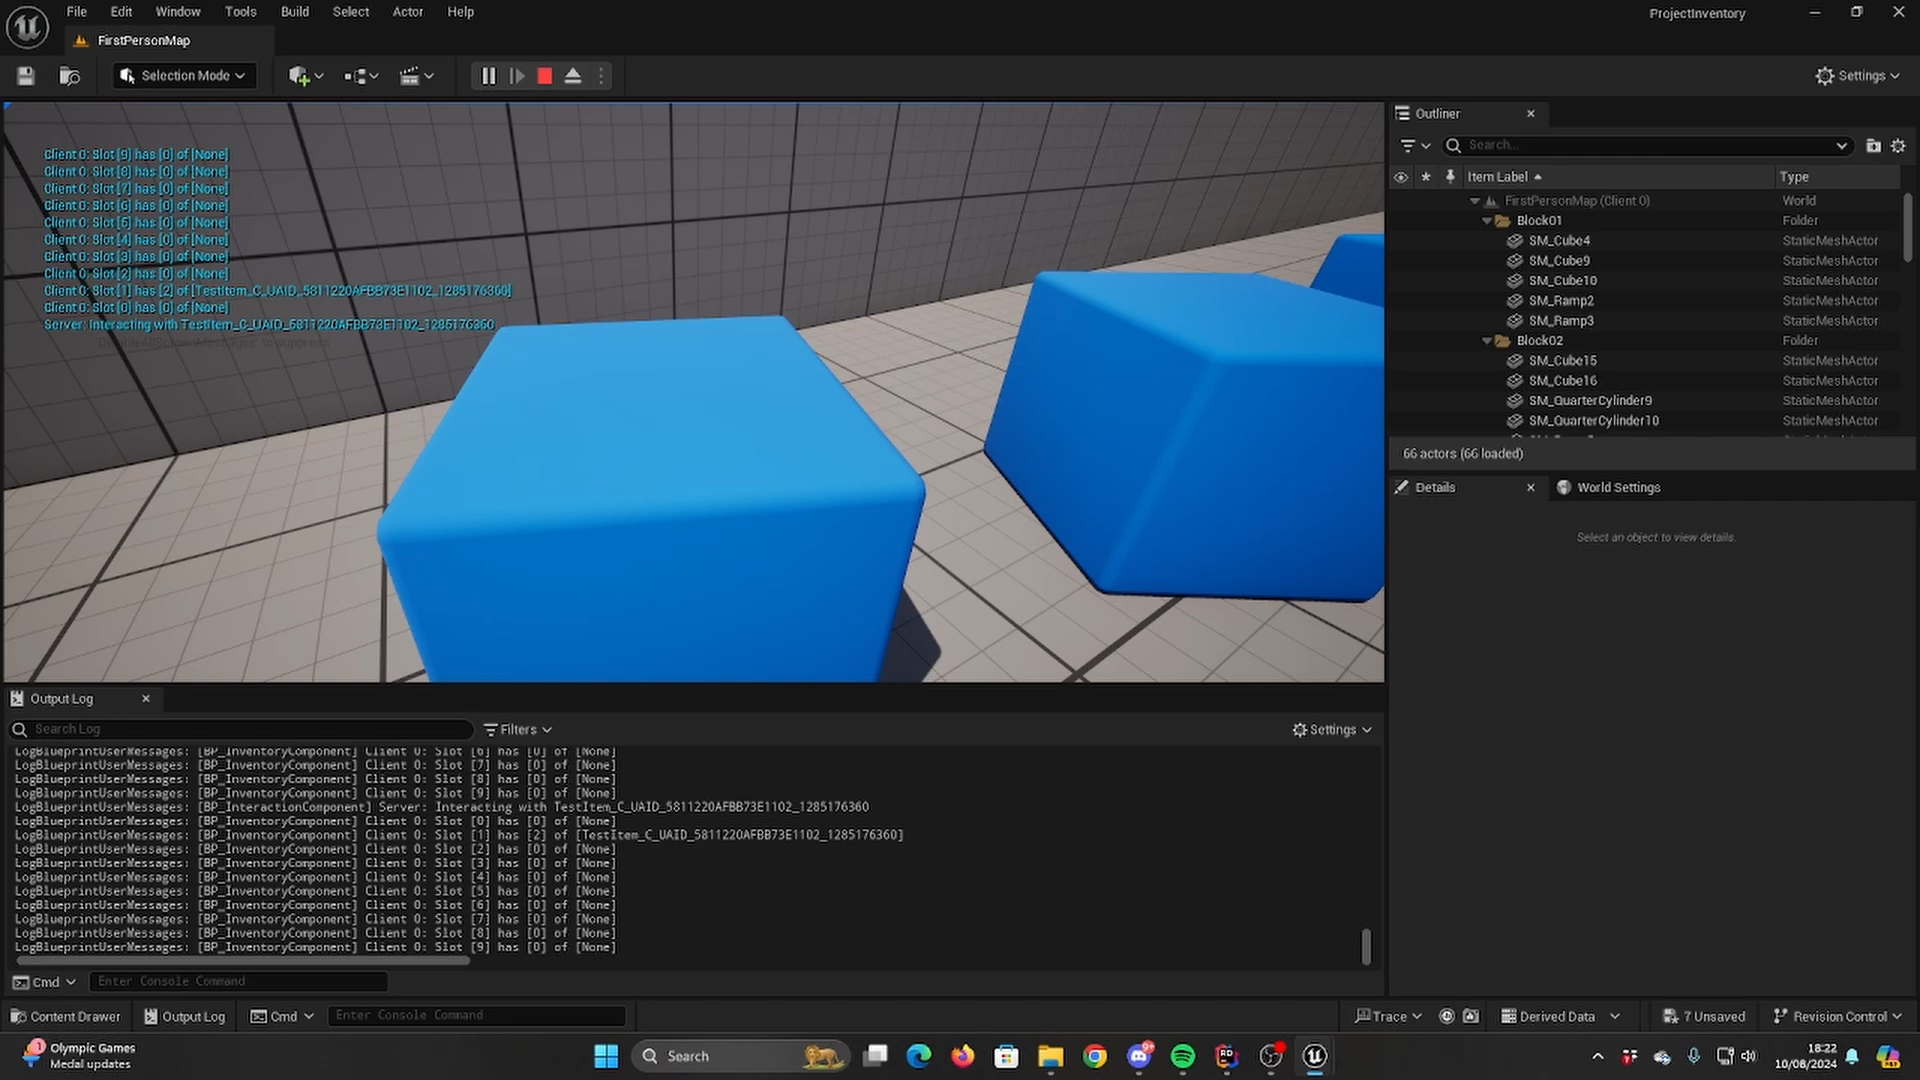 File Edit Window Tools Build Select Actor Help
ProjectInventory
FirstPersonMap
Selection Mode
Settings
Client 0: Slot [9] has [0] of [None]
Client 0: Slot [8] has [0] of [None]
Client 0: Slot [7] has [0] of [None]
Client 0: Slot [6] has [0] of [None]
Client 0: Slot [5] has [0] of [None]
Client 0: Slot [4] has [0] of [None]
Client 0: Slot [3] has [0] of [None]
Client 0: Slot [2] has [0] of [None]
Client 0: Slot [1] has [2] of [TestItem_C_UAID_5811220AFBB73E1102_1285176360]
Client 0: Slot [0] has [0] of [None]
Server: Interacting with TestItem_C_UAID_5811220AFBB73E1102_1285176360
'DisableAllScreenMessages' to suppress
Outliner
Search...
Item Label Type
FirstPersonMap (Client 0) World
Block01 Folder
SM_Cube4 StaticMeshActor
SM_Cube9 StaticMeshActor
SM_Cube10 StaticMeshActor
SM_Ramp2 StaticMeshActor
SM_Ramp3 StaticMeshActor
Block02 Folder
SM_Cube15 StaticMeshActor
SM_Cube16 StaticMeshActor
SM_QuarterCylinder9 StaticMeshActor
SM_QuarterCylinder10 StaticMeshActor
66 actors (66 loaded)
Details
World Settings
Select an object to view details.
Output Log
Search Log
Filters
Settings
LogBlueprintUserMessages: [BP_InventoryComponent] Client 0: Slot [6] has [0] of [None]
LogBlueprintUserMessages: [BP_InventoryComponent] Client 0: Slot [7] has [0] of [None]
LogBlueprintUserMessages: [BP_InventoryComponent] Client 0: Slot [8] has [0] of [None]
LogBlueprintUserMessages: [BP_InventoryComponent] Client 0: Slot [9] has [0] of [None]
LogBlueprintUserMessages: [BP_InteractionComponent] Server: Interacting with TestItem_C_UAID_5811220AFBB73E1102_1285176360
LogBlueprintUserMessages: [BP_InventoryComponent] Client 0: Slot [0] has [0] of [None]
LogBlueprintUserMessages: [BP_InventoryComponent] Client 0: Slot [1] has [2] of [TestItem_C_UAID_5811220AFBB73E1102_1285176360]
LogBlueprintUserMessages: [BP_InventoryComponent] Client 0: Slot [2] has [0] of [None]
LogBlueprintUserMessages: [BP_InventoryComponent] Client 0: Slot [3] has [0] of [None]
LogBlueprintUserMessages: [BP_InventoryComponent] Client 0: Slot [4] has [0] of [None]
LogBlueprintUserMessages: [BP_InventoryComponent] Client 0: Slot [5] has [0] of [None]
LogBlueprintUserMessages: [BP_InventoryComponent] Client 0: Slot [6] has [0] of [None]
LogBlueprintUserMessages: [BP_InventoryComponent] Client 0: Slot [7] has [0] of [None]
LogBlueprintUserMessages: [BP_InventoryComponent] Client 0: Slot [8] has [0] of [None]
LogBlueprintUserMessages: [BP_InventoryComponent] Client 0: Slot [9] has [0] of [None]
Cmd
Enter Console Command
Content Drawer
Output Log
Cmd
Enter Console Command
Trace
Derived Data
7 Unsaved
Revision Control
Olympic Games
Medal updates
Search
18:22
10/08/2024